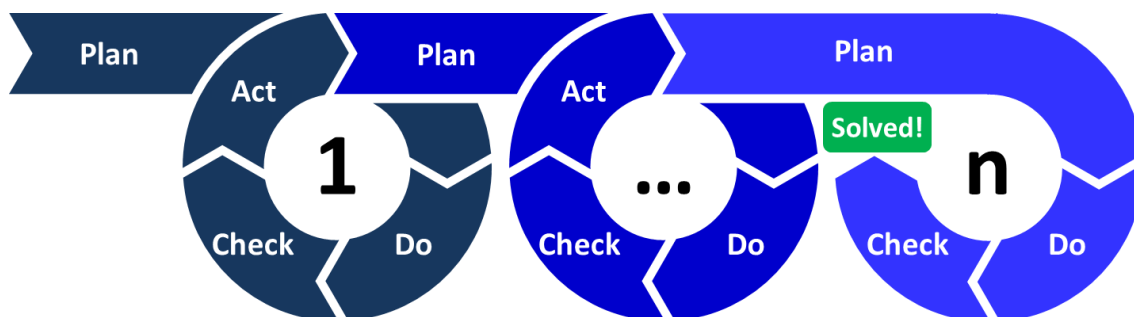 Plan
Plan
Plan
Act
Act
Solved!
1
...
n
Check
Do
Check
Do
Check
Do